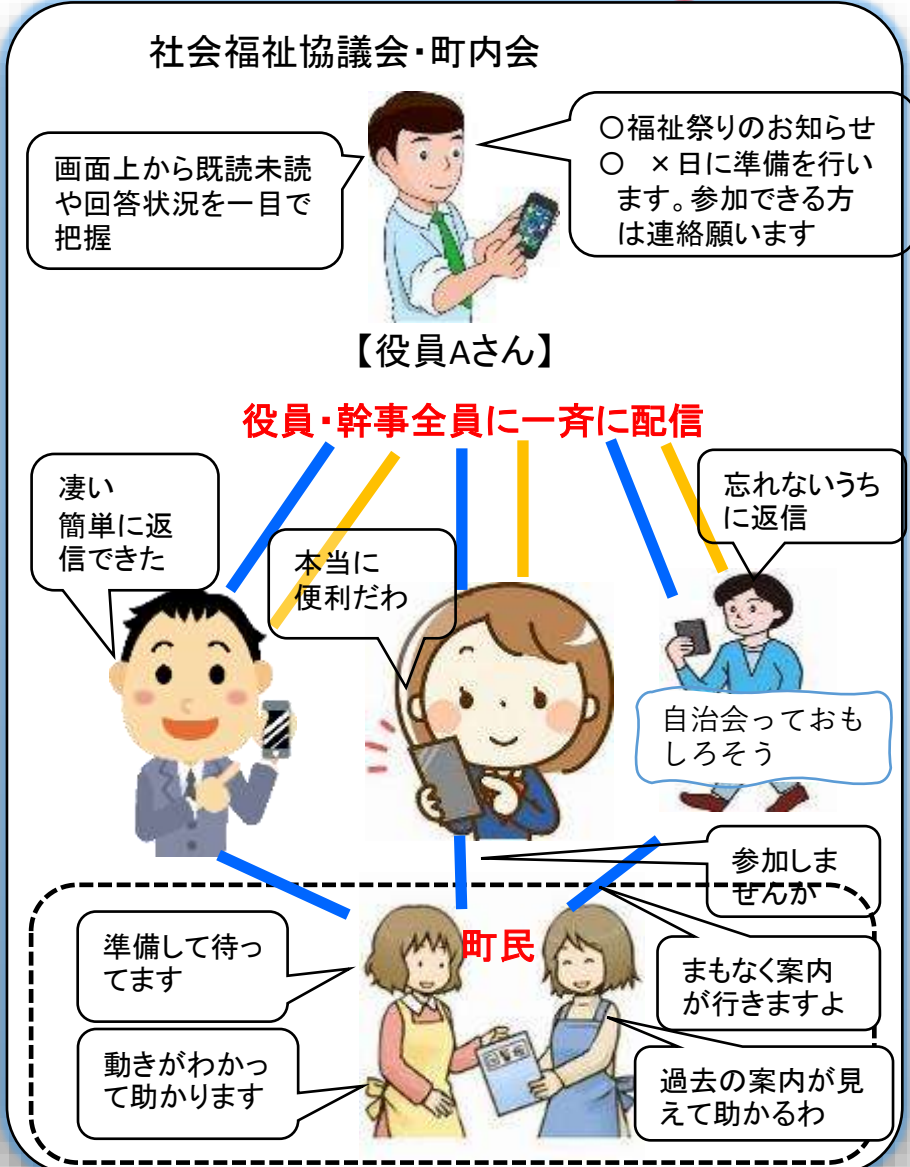 社会福祉協議会・町内会
画面上から既読未読
や回答状況を一目で
把握
〇福祉祭りのお知らせ
〇　×日に準備を行い
ます。参加できる方
は連絡願います
【役員Aさん】
役員・幹事全員に一斉に配信
凄い
簡単に返
信できた
本当に
便利だわ
忘れないうち
に返信
自治会っておも
しろそう
参加しま
せんか
町民
準備して待っ
てます
まもなく案内
が行きますよ
動きがわかっ
て助かります
過去の案内が見
えて助かるわ